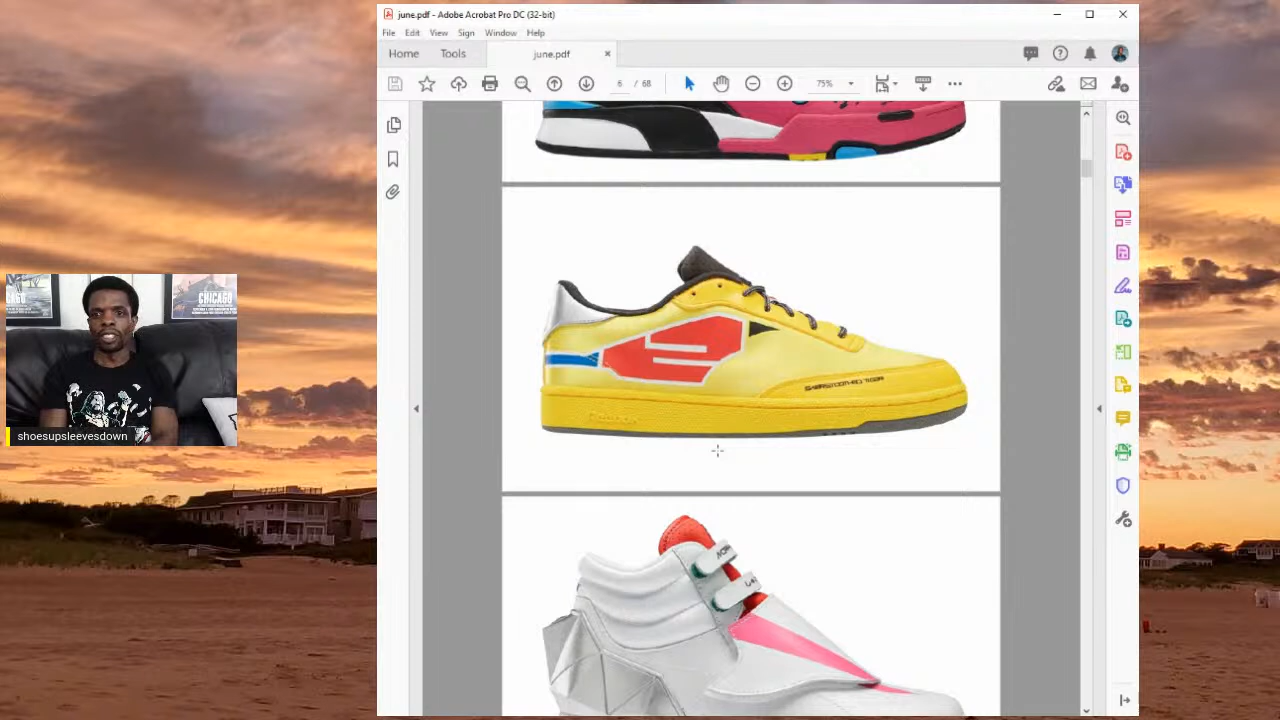 june.pdf - Adobe Acrobat Pro DC (32-bit)
File Edit View Sign Window Help
Home Tools june.pdf
6 / 68
75%
CHICAGO
shoesupsleevesdown